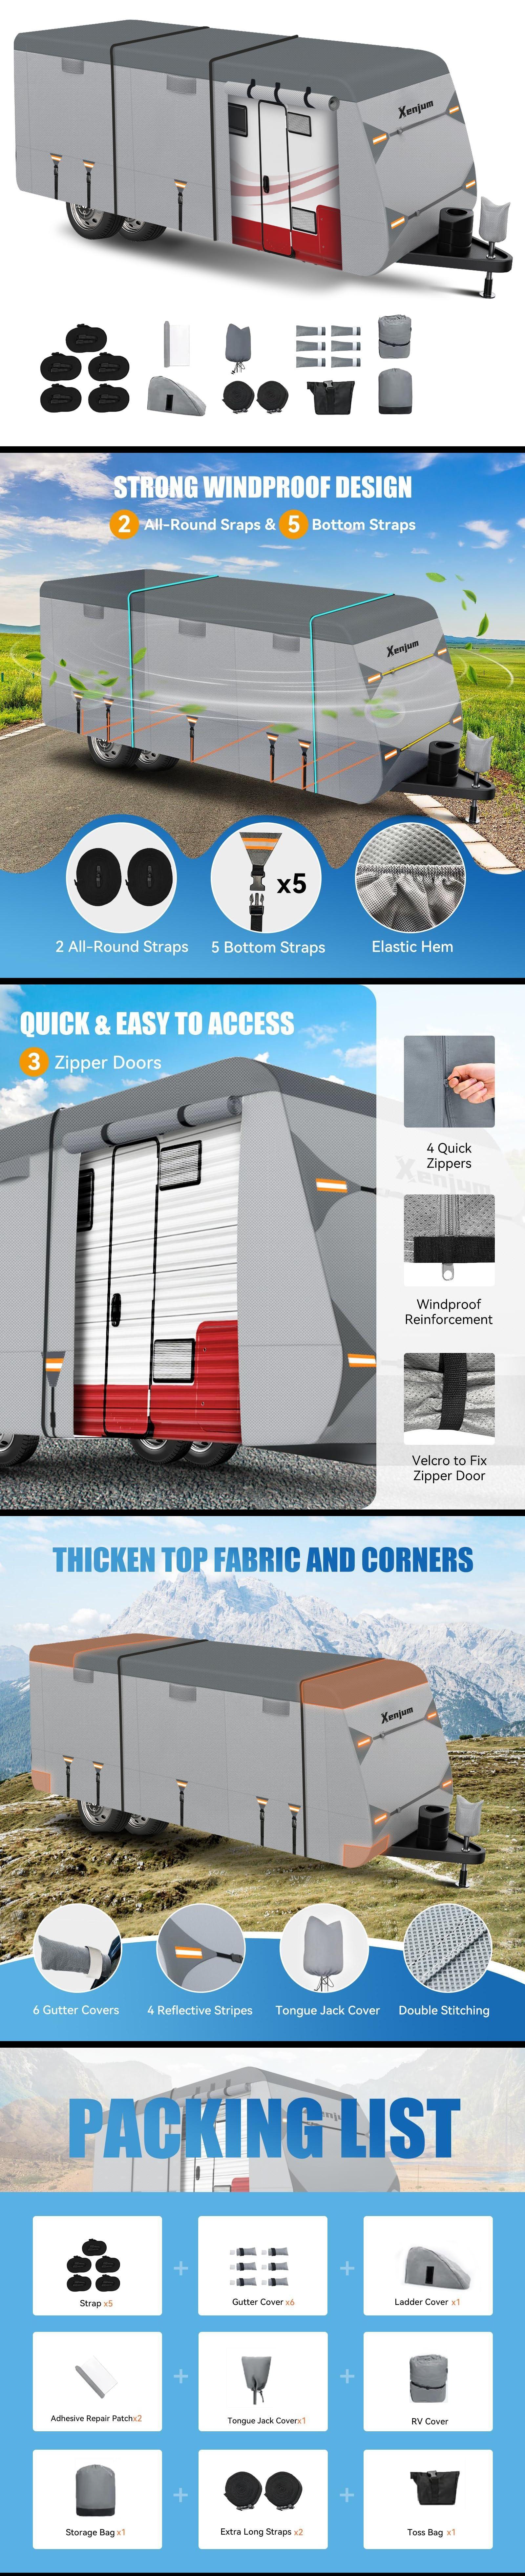 Xenjum
STRONG WINDPROOF DESIGN
2 All-Round Sraps & 5 Bottom Straps
Xenjum
x5
2 All-Round Straps
5 Bottom Straps
Elastic Hem
QUICK & EASY TO ACCESS
3 Zipper Doors
4 Quick
Zippers
Xenjum
Windproof
Reinforcement
Velcro to Fix
Zipper Door
THICKEN TOP FABRIC AND CORNERS
Xenjum
6 Gutter Covers
4 Reflective Stripes
Tongue Jack Cover
Double Stitching
PACKING LIST
Strap x5
Gutter Cover x6
Ladder Cover x1
Adhesive Repair Patchx2
Tongue Jack Coverx1
RV Cover
Storage Bag x1
Extra Long Straps x2
Toss Bag x1